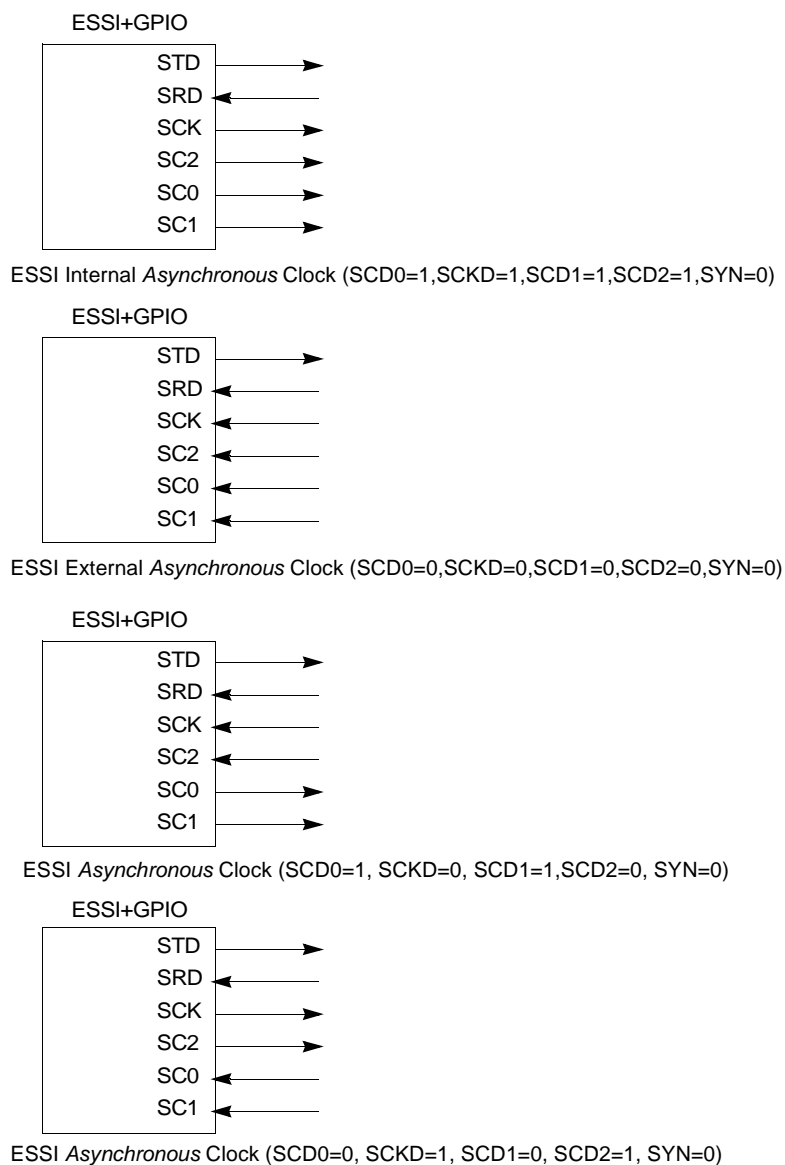 ESSI+GPIO
STD
SRD
SCK
SC2
SC0
SC1
ESSI Internal Asynchronous Clock (SCD0=1,SCKD=1,SCD1=1,SCD2=1,SYN=0)
ESSI+GPIO
STD
SRD
SCK
SC2
SC0
SC1
ESSI External Asynchronous Clock (SCD0=0,SCKD=0,SCD1=0,SCD2=0,SYN=0)
ESSI+GPIO
STD
SRD
SCK
SC2
SC0
SC1
ESSI Asynchronous Clock (SCD0=1, SCKD=0, SCD1=1,SCD2=0, SYN=0)
ESSI+GPIO
STD
SRD
SCK
SC2
SC0
SC1
ESSI Asynchronous Clock (SCD0=0, SCKD=1, SCD1=0, SCD2=1, SYN=0)